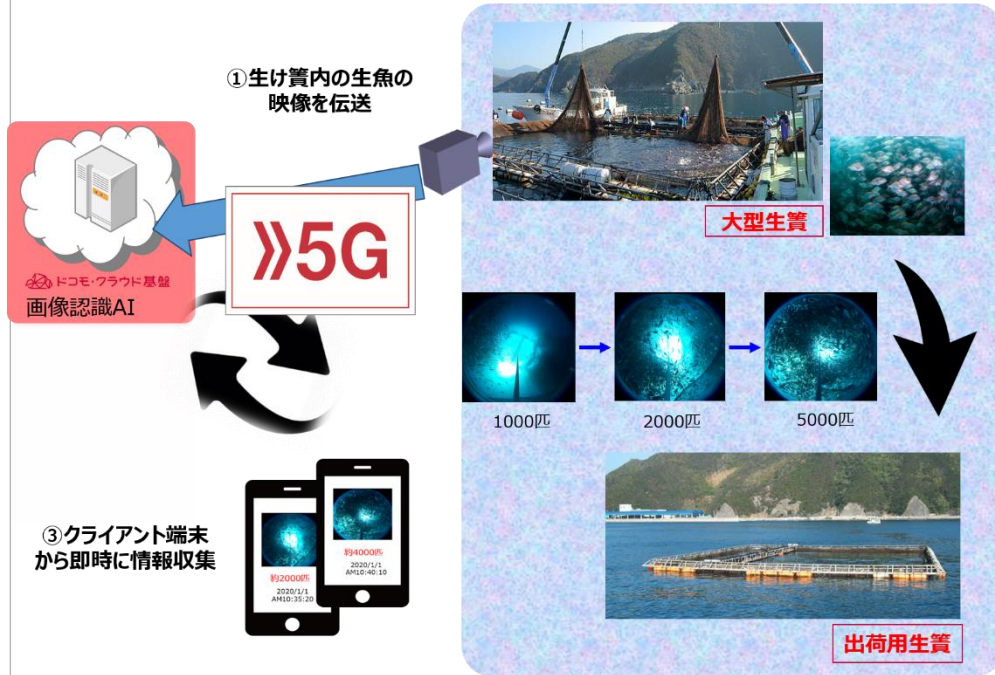 ①生け簀内の生魚の
映像を伝送
大型生簀
》5G
ドコモ・クラウド基盤
画像認識AI
1000匹
2000匹
5000匹
③クライアント端末
から即時に情報収集
約2000匹
2020/1/1
AM10:35:20
約4000匹
2020/1/1
AM10:40:10
出荷用生簀